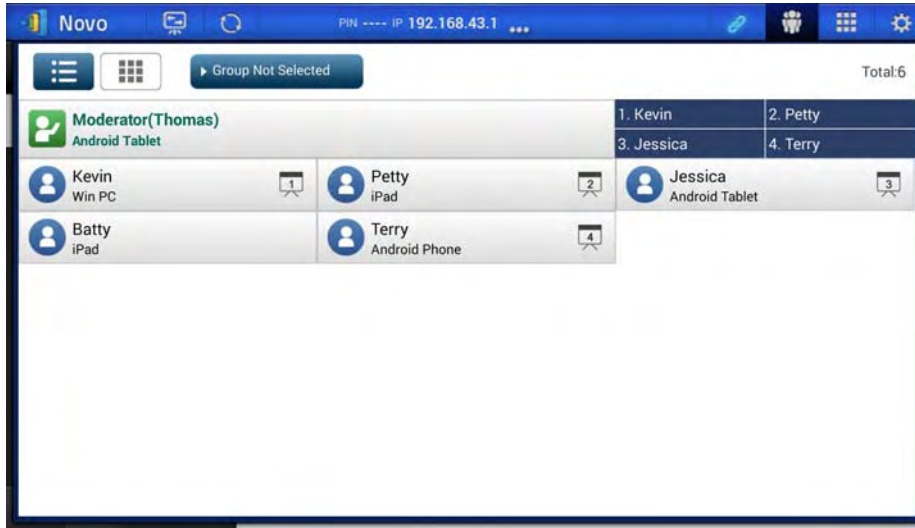 Novo PIN ---- IP 192.168.43.1 ...
Group Not Selected Total:6
Moderator(Thomas)
Android Tablet
1. Kevin 2. Petty
3. Jessica 4. Terry
Kevin
Win PC
1
Petty
iPad
2
Jessica
Android Tablet
3
Batty
iPad
Terry
Android Phone
4